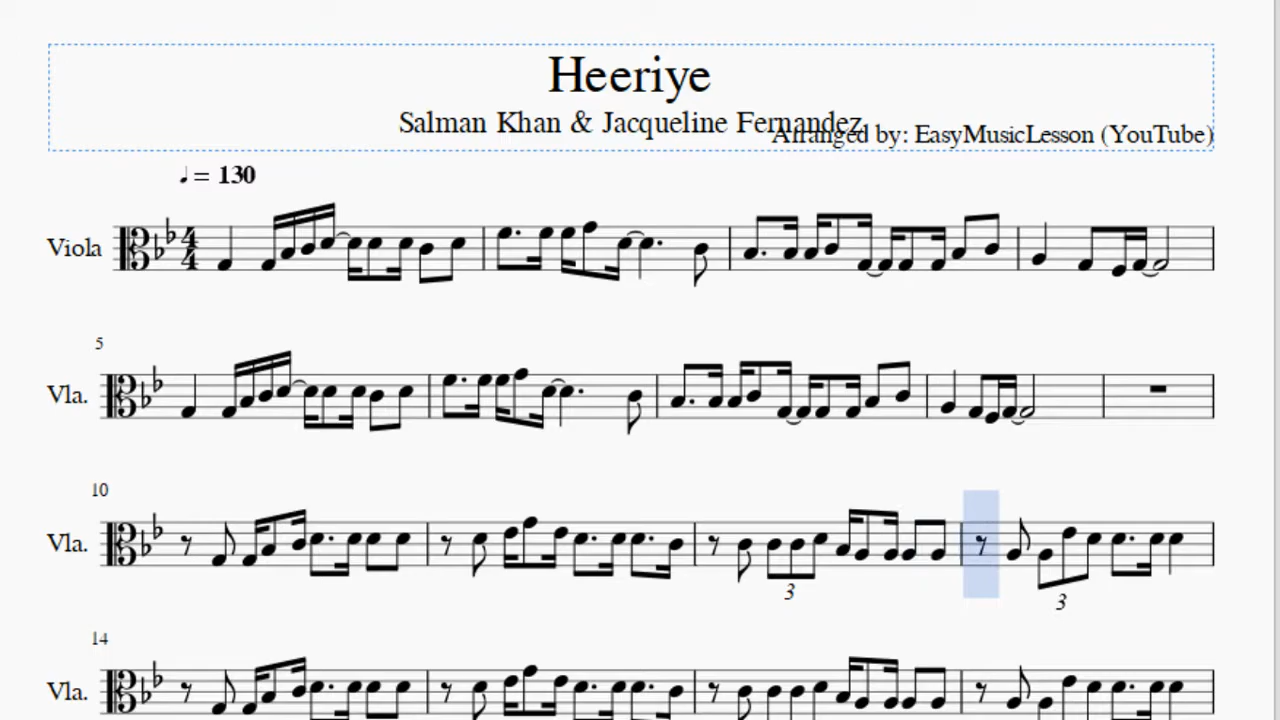 Heeriye
Salman Khan & Jacqueline Fernandez
Arranged by: EasyMusicLesson (YouTube)
♩ = 130
Viola
4
4
5
Vla.
10
Vla.
3
3
14
Vla.